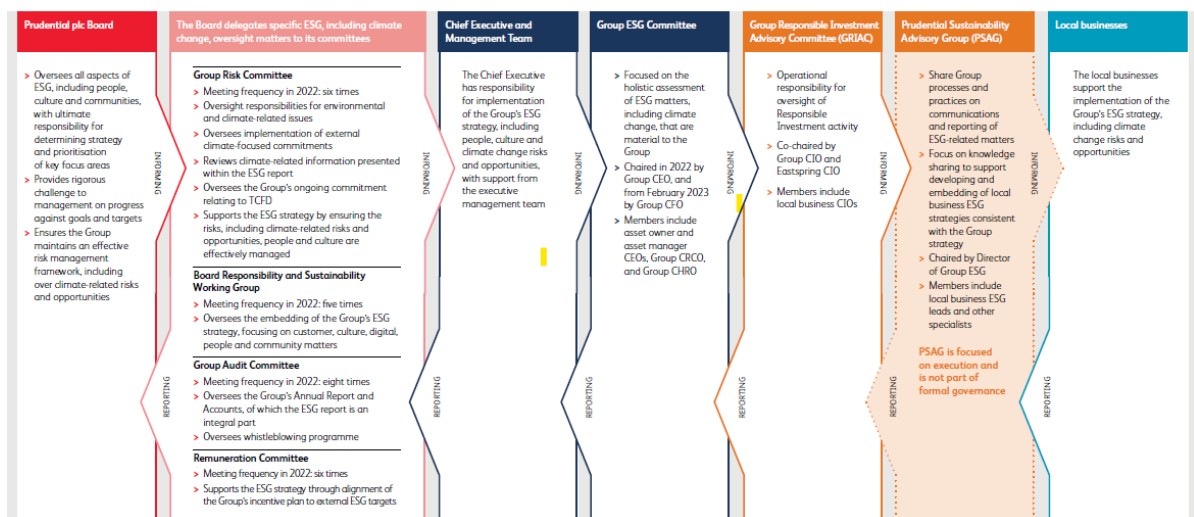 Prudential plc Board
> Oversees all aspects of
ESG, including people,
culture and communities,
with ultimate
responsibility for
determining strategy
and prioritisation
of key focus areas
> Provides rigorous
challenge to
management on progress
against goals and targets
> Ensures the Group
maintains an effective
risk management
framework, including
over climate-related risks
and opportunities
INFORMING
REPORTING
The Board delegates specific ESG, including climate
change, oversight matters to its committees
Group Risk Committee
> Meeting frequency in 2022: six times
> Oversight responsibilities for environmental
and climate-related issues
> Oversees implementation of external
climate-focused commitments
> Reviews climate-related information presented
within the ESG report
> Oversees the Group's ongoing commitment
relating to TCFD
> Supports the ESG strategy by ensuring the
risks, including climate-related risks and
opportunities, people and culture are
effectively managed
Board Responsibility and Sustainability
Working Group
> Meeting frequency in 2022: five times
> Oversees the embedding of the Group's ESG
strategy, focusing on customer, culture, digital,
people and community matters
Group Audit Committee
> Meeting frequency in 2022: eight times
> Oversees the Group's Annual Report and
Accounts, of which the ESG report is an
integral part
> Oversees whistleblowing programme
Remuneration Committee
> Meeting frequency in 2022: six times
> Supports the ESG strategy through alignment of
the Group's incentive plan to external ESG targets
INFORMING
REPORTING
Chief Executive and
Management Team
The Chief Executive
has responsibility
for implementation
of the Group's ESG
strategy, including
people, culture and
climate change risks
and opportunities,
with support from
the executive
management team
INFORMING
REPORTING
Group ESG Committee
> Focused on the
holistic assessment
of ESG matters,
including climate
change, that are
material to the
Group
> Chaired in 2022 by
Group CEO, and
from February 2023
by Group CFO
> Members include
asset owner and
asset manager
CEOs, Group CRCO,
and Group CHRO
INFORMING
REPORTING
Group Responsible Investment
Advisory Committee (GRIAC)
> Operational
responsibility for
oversight of
Responsible
Investment activity
> Co-chaired by
Group CIO and
Eastspring CIO
> Members include
local business CIOs
INFORMING
REPORTING
Prudential Sustainability
Advisory Group (PSAG)
> Share Group
processes and
practices on
communications
and reporting of
ESG-related matters
> Focus on knowledge
sharing to support
developing and
embedding of local
business ESG
strategies consistent
with the Group
strategy
> Chaired by Director
of Group ESG
> Members include
local business ESG
leads and other
specialists
PSAG is focused
on execution and
is not part of
formal governance
INFORMING
REPORTING
Local businesses
The local businesses
support the
implementation of the
Group's ESG strategy,
including climate
change risks and
opportunities